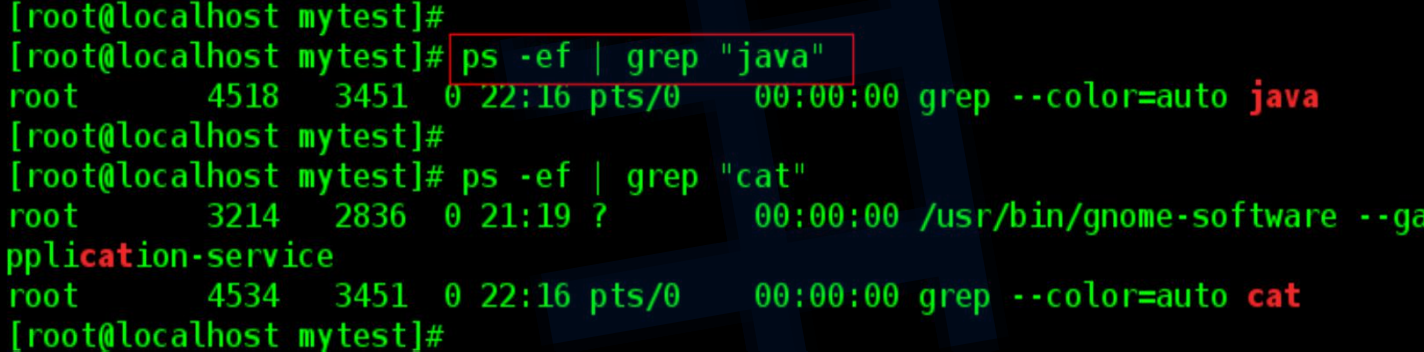 [root@localhost mytest]#
[root@localhost mytest]# ps -ef | grep "java"
root       4518   3451  0 22:16 pts/0    00:00:00 grep --color=auto java
[root@localhost mytest]#
[root@localhost mytest]# ps -ef | grep "cat"
root       3214   2836  0 21:19 ?        00:00:00 /usr/bin/gnome-software --ga
pplication-service
root       4534   3451  0 22:16 pts/0    00:00:00 grep --color=auto cat
[root@localhost mytest]#